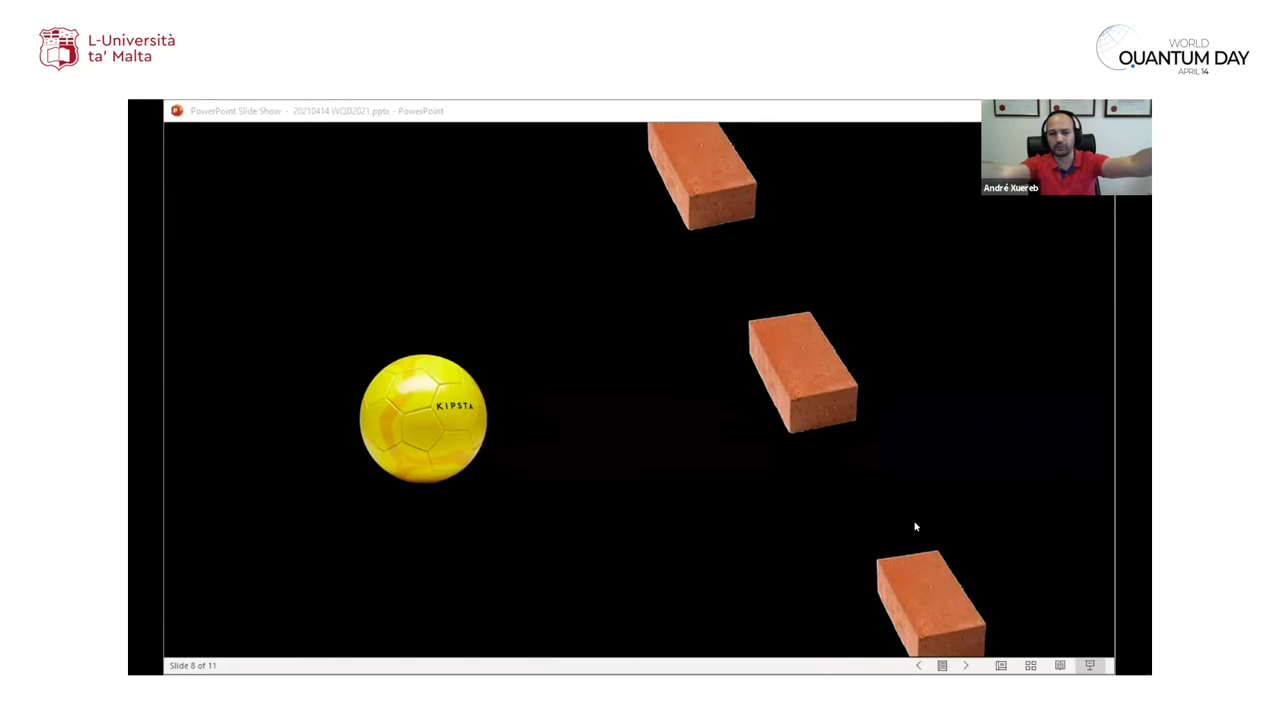 L-Università
ta' Malta
WORLD
QUANTUM DAY
APRIL 14
PowerPoint Slide Show - 20210414 WQD2021.pptx - PowerPoint
André Xuereb
KIPSTA
Slide 8 of 11